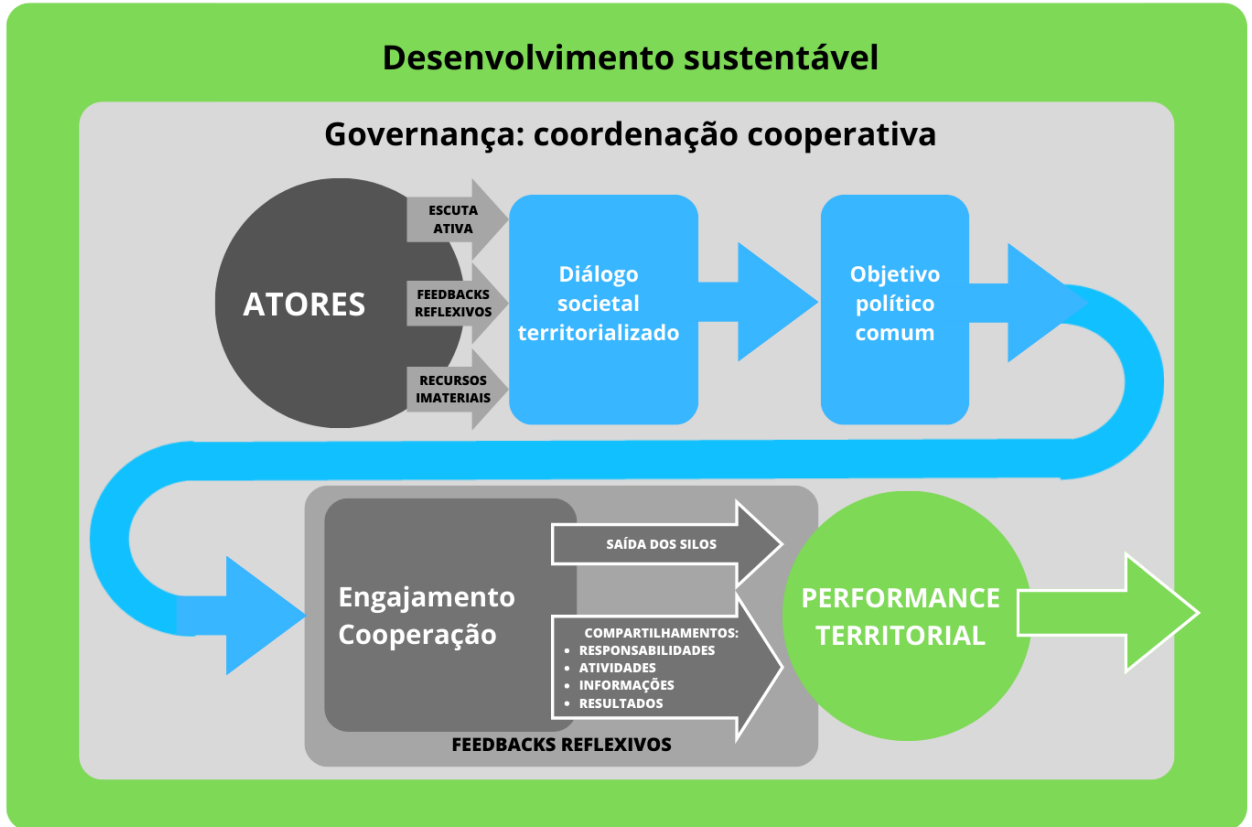 Desenvolvimento sustentável
Governança: coordenação cooperativa
ATORES
ESCUTA
ATIVA
FEEDBACKS
REFLEXIVOS
RECURSOS
IMATERIAIS
Diálogo
societal
territorializado
Objetivo
político
comum
Engajamento
Cooperação
SAÍDA DOS SILOS
COMPARTILHAMENTOS:
• RESPONSABILIDADES
• ATIVIDADES
• INFORMAÇÕES
• RESULTADOS
FEEDBACKS REFLEXIVOS
PERFORMANCE
TERRITORIAL